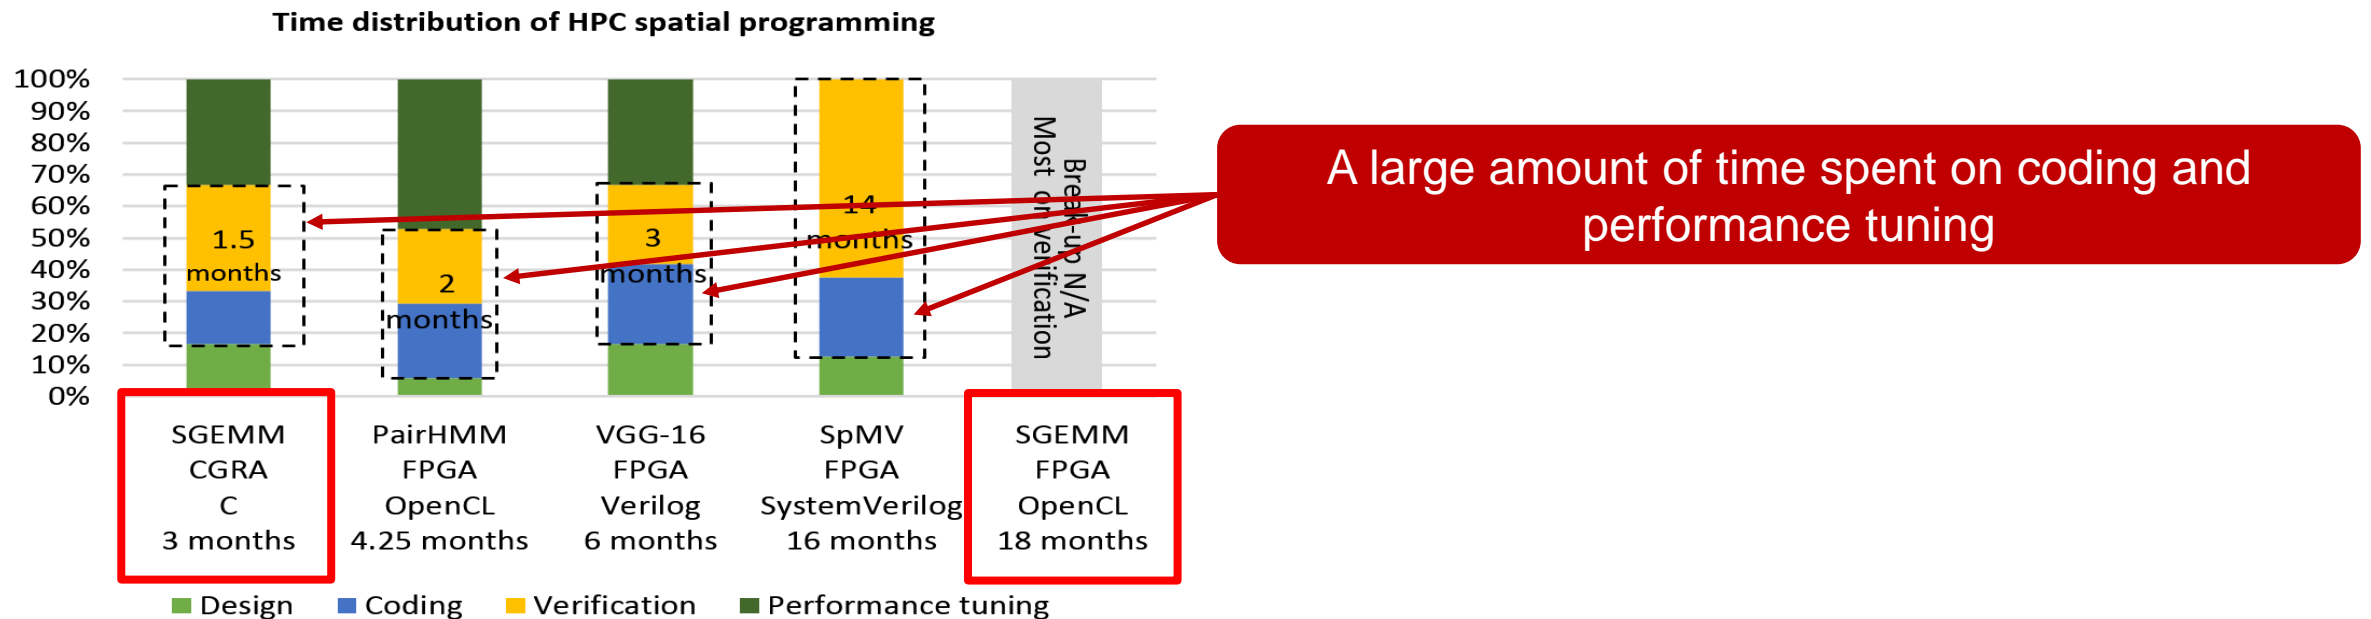 Time distribution of HPC spatial programming
100%
90%
80%
70%
60%
50%
40%
30%
20%
10%
0%
1.5
months
2
months
3
months
14
months
Break-up N/A
Most on verification
A large amount of time spent on coding and
performance tuning
SGEMM
CGRA
C
3 months
PairHMM
FPGA
OpenCL
4.25 months
VGG-16
FPGA
Verilog
6 months
SpMV
FPGA
SystemVerilog
16 months
SGEMM
FPGA
OpenCL
18 months
Design
Coding
Verification
Performance tuning